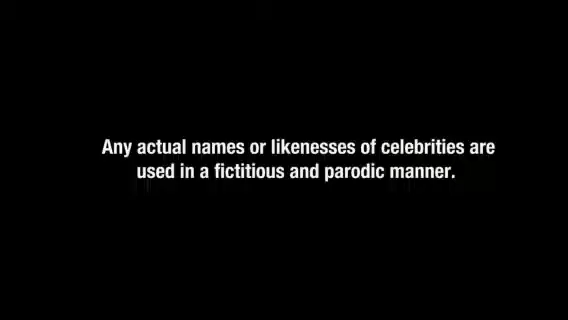 Any actual names or likenesses of celebrities are
used in a fictitious and parodic manner.